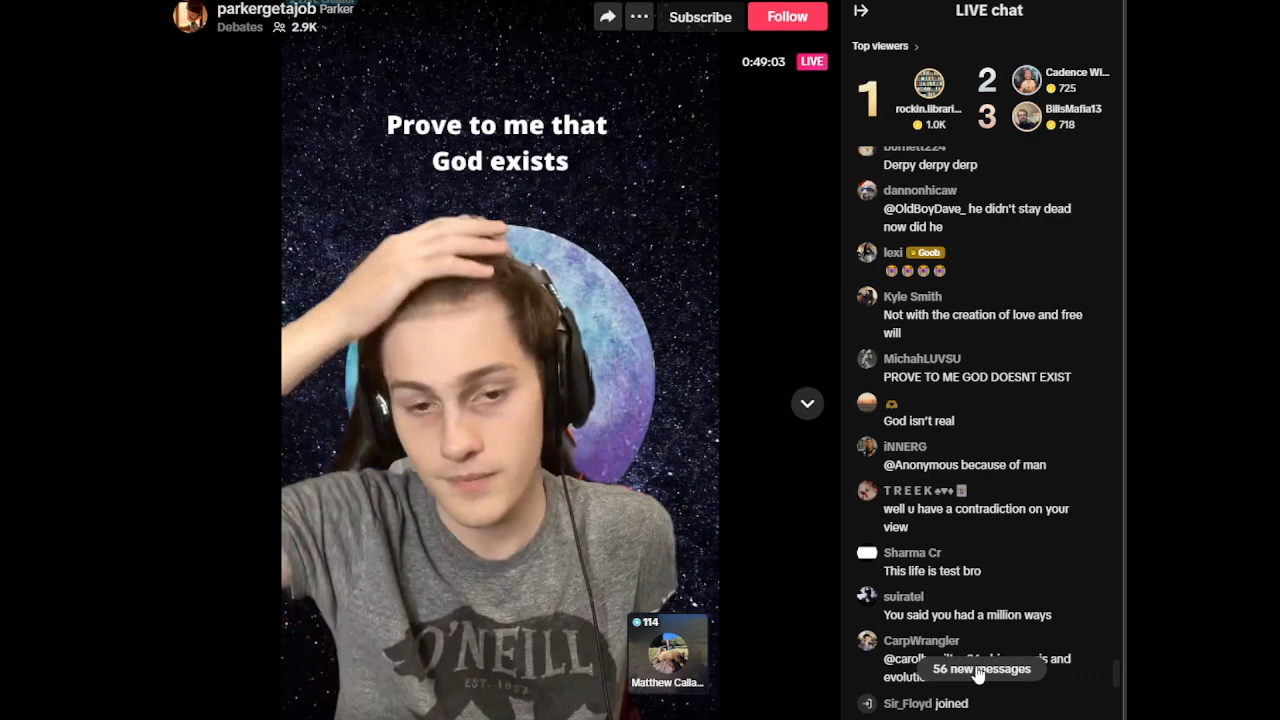 parkergetajob Parker
Debates 2.9K
Subscribe
Follow
0:49:03 LIVE
Prove to me that
God exists
O'NEILL
EST. 1952
114
Matthew Calla...
LIVE chat
Top viewers
1
rockin.librari...
1.0K
2
Cadence Wi...
725
3
BillsMafia13
718
Derpy derpy derp
dannonhicaw
@OldBoyDave_ he didn't stay dead
now did he
lexi Goob
Kyle Smith
Not with the creation of love and free
will
MichahLUVSU
PROVE TO ME GOD DOESNT EXIST
God isn't real
iNNERG
@Anonymous because of man
T R E E K
well u have a contradiction on your
view
Sharma Cr
This life is test bro
suiratel
You said you had a million ways
CarpWrangler
56 new messages
Sir_Floyd joined